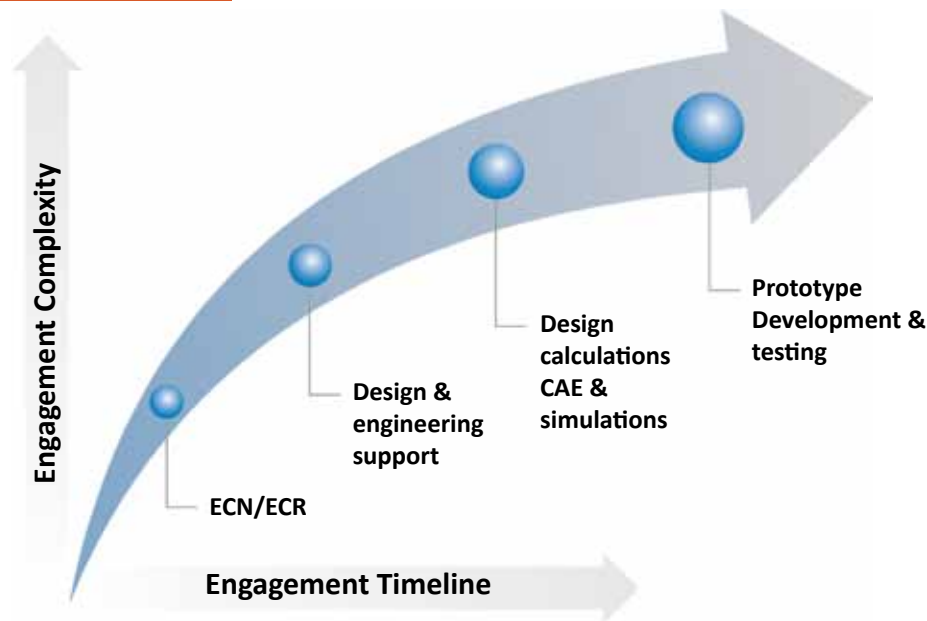 Engagement Complexity
Prototype
Development &
testing
Design
calculations
CAE &
simulations
Design &
engineering
support
ECN/ECR
Engagement Timeline